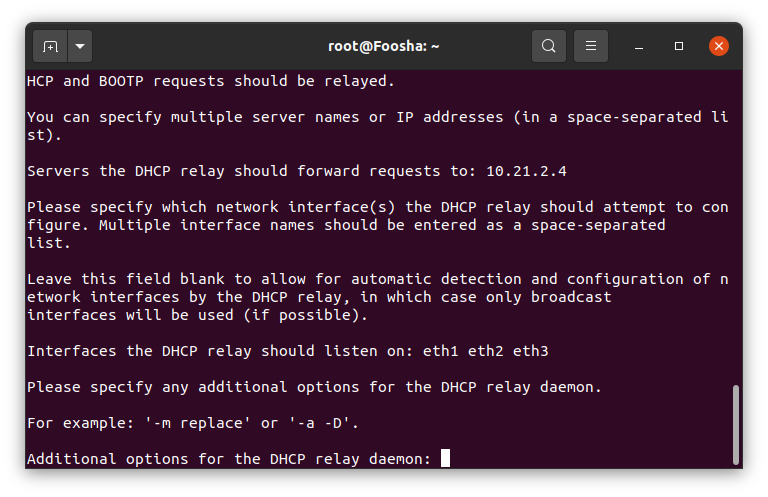 root@Foosha: ~
HCP and BOOTP requests should be relayed.
You can specify multiple server names or IP addresses (in a space-separated li
st).
Servers the DHCP relay should forward requests to: 10.21.2.4
Please specify which network interface(s) the DHCP relay should attempt to con
figure. Multiple interface names should be entered as a space-separated
list.
Leave this field blank to allow for automatic detection and configuration of n
etwork interfaces by the DHCP relay, in which case only broadcast
interfaces will be used (if possible).
Interfaces the DHCP relay should listen on: eth1 eth2 eth3
Please specify any additional options for the DHCP relay daemon.
For example: '-m replace' or '-a -D'.
Additional options for the DHCP relay daemon: